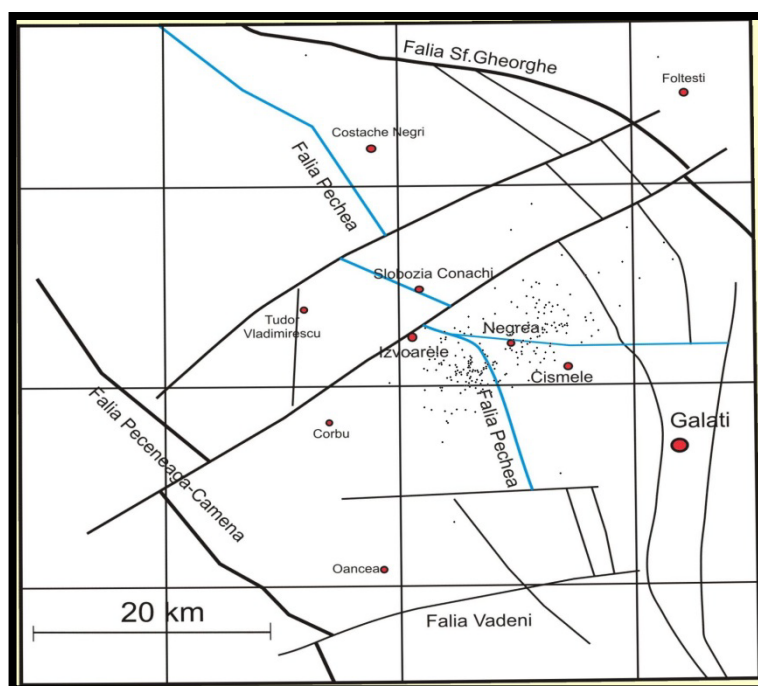 Falia Sf.Gheorghe
Foltesti
Costache Negri
Falia Pechea
Slobozia Conachi
Tudor
Vladimirescu
Negrea
Izvoarele
Cismele
Falia Peceneaga-Camena
Falia Pechea
Galati
Corbu
Oancea
20 km
Falia Vadeni